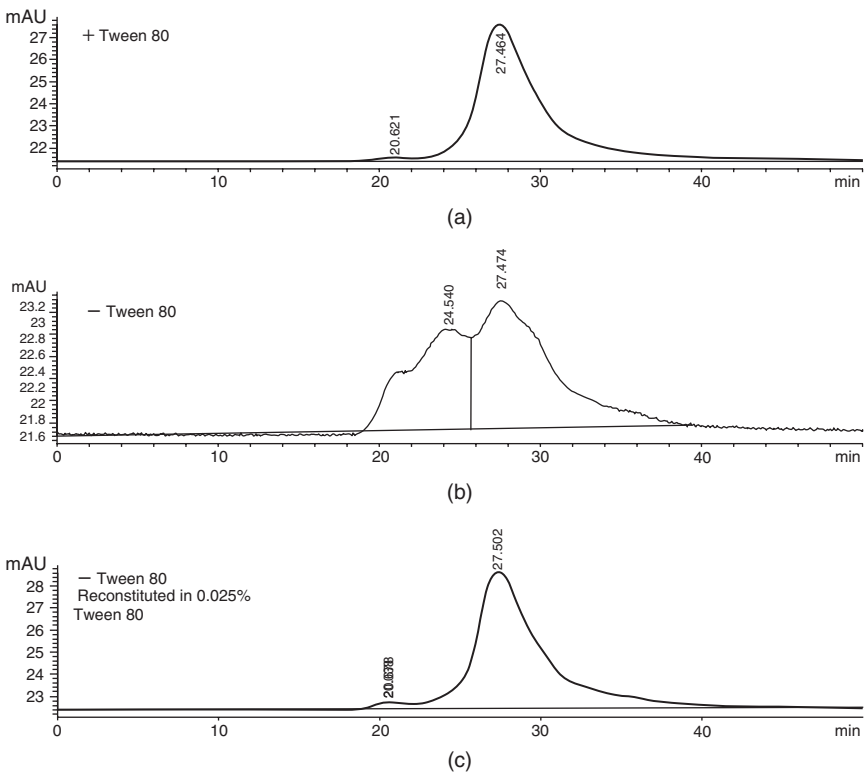 mAU
+ Tween 80
27
26
25
24
23
22
20.621
27.464
0 20 30 40 min
(a)
mAU
− Tween 80
23.2
23
22.8
22.6
22.4
22.2
22
21.8
21.6
24.540
27.474
0 20 30 40 min
(b)
mAU
− Tween 80
Reconstituted in 0.025%
Tween 80
28
27
26
25
24
23
27.502
0 20 30 40 min
(c)